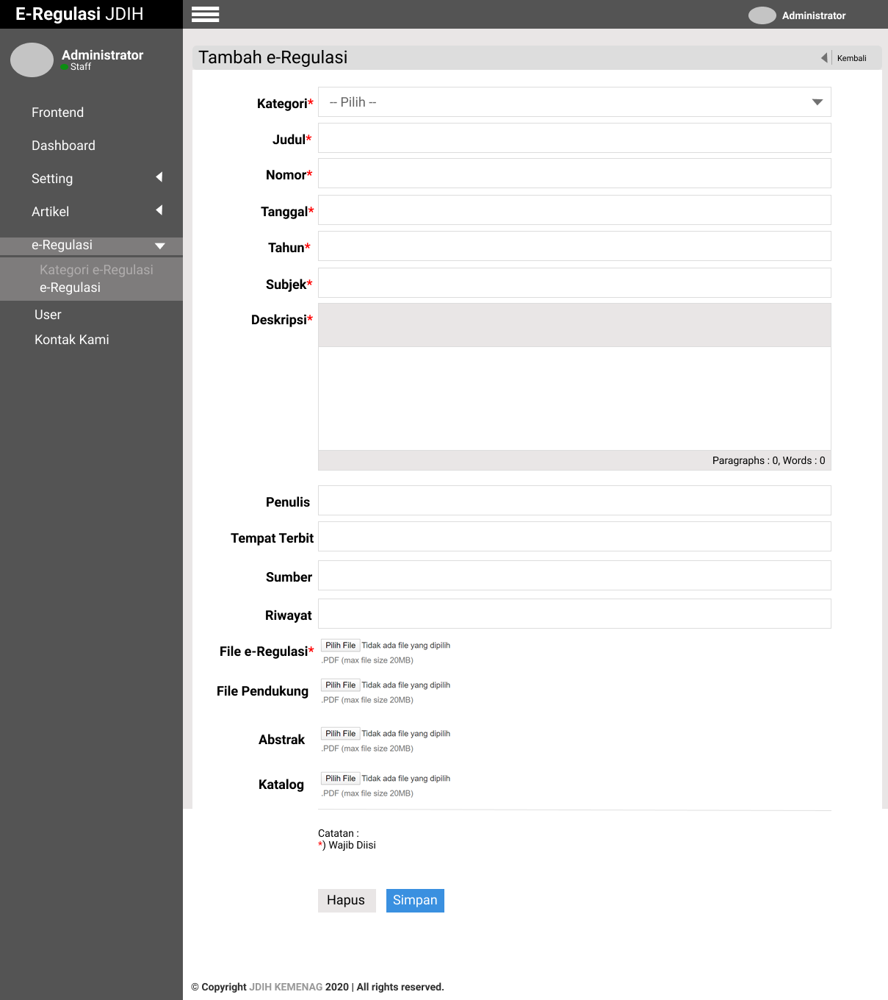 E-Regulasi JDIH
Administrator
Administrator
Staff
Frontend
Dashboard
Setting
Artikel
e-Regulasi
Kategori e-Regulasi
e-Regulasi
User
Kontak Kami
Tambah e-Regulasi
Kembali
Kategori*
-- Pilih --
Judul*
Nomor*
Tanggal*
Tahun*
Subjek*
Deskripsi*
Paragraphs : 0, Words : 0
Penulis
Tempat Terbit
Sumber
Riwayat
File e-Regulasi*
Pilih File Tidak ada file yang dipilih
.PDF (max file size 20MB)
File Pendukung
Pilih File Tidak ada file yang dipilih
.PDF (max file size 20MB)
Abstrak
Pilih File Tidak ada file yang dipilih
.PDF (max file size 20MB)
Katalog
Pilih File Tidak ada file yang dipilih
.PDF (max file size 20MB)
Catatan :
*) Wajib Diisi
Hapus
Simpan
© Copyright JDIH KEMENAG 2020 | All rights reserved.